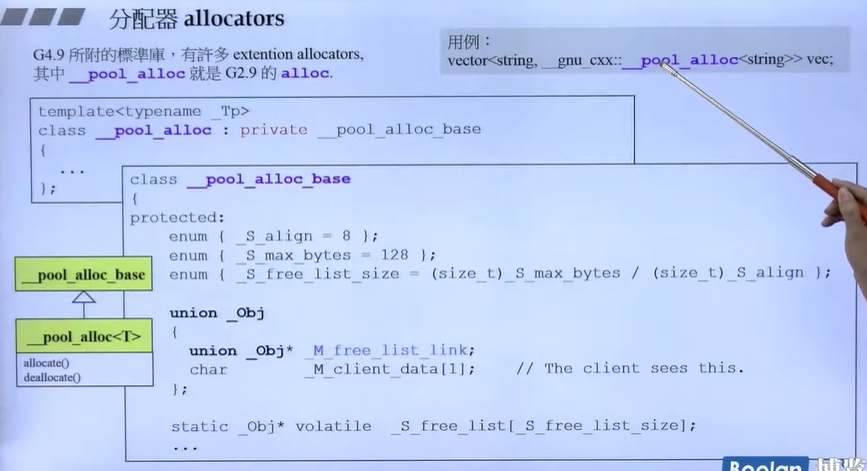 分配器 allocators
G4.9 所附的標準庫，有許多 extention allocators,
其中 __pool_alloc 就是 G2.9 的 alloc.
用例：
vector<string, __gnu_cxx::__pool_alloc<string>> vec;
template<typename _Tp>
class __pool_alloc : private __pool_alloc_base
{
...
};
class __pool_alloc_base
{
protected:
enum { _S_align = 8 };
enum { _S_max_bytes = 128 };
enum { _S_free_list_size = (size_t)_S_max_bytes / (size_t)_S_align };
union _Obj
{
union _Obj* _M_free_list_link;
char _M_client_data[1]; // The client sees this.
};
static _Obj* volatile _S_free_list[_S_free_list_size];
...
__pool_alloc_base
__pool_alloc<T>
allocate()
deallocate()
Boolan 博覽